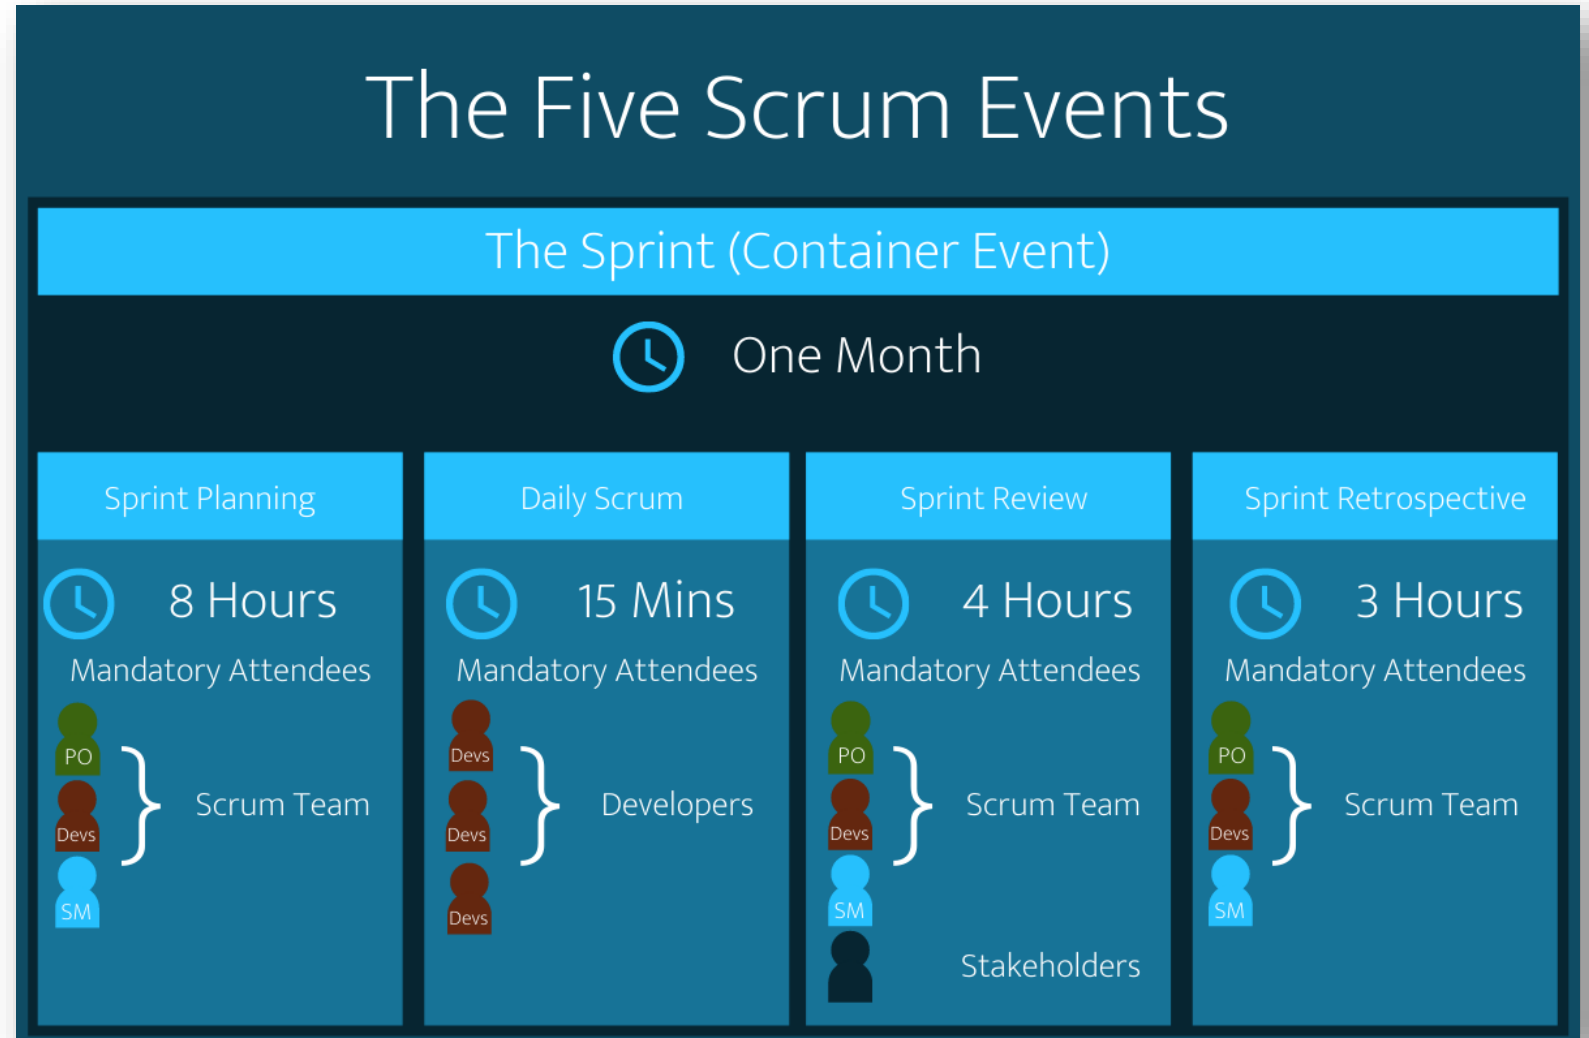 The Five Scrum Events
The Sprint (Container Event)
One Month
Sprint Planning
8 Hours
Mandatory Attendees
PO
Devs
SM
Scrum Team
Daily Scrum
15 Mins
Mandatory Attendees
Devs
Devs
Devs
Developers
Sprint Review
4 Hours
Mandatory Attendees
PO
Devs
SM
Scrum Team
Stakeholders
Sprint Retrospective
3 Hours
Mandatory Attendees
PO
Devs
SM
Scrum Team